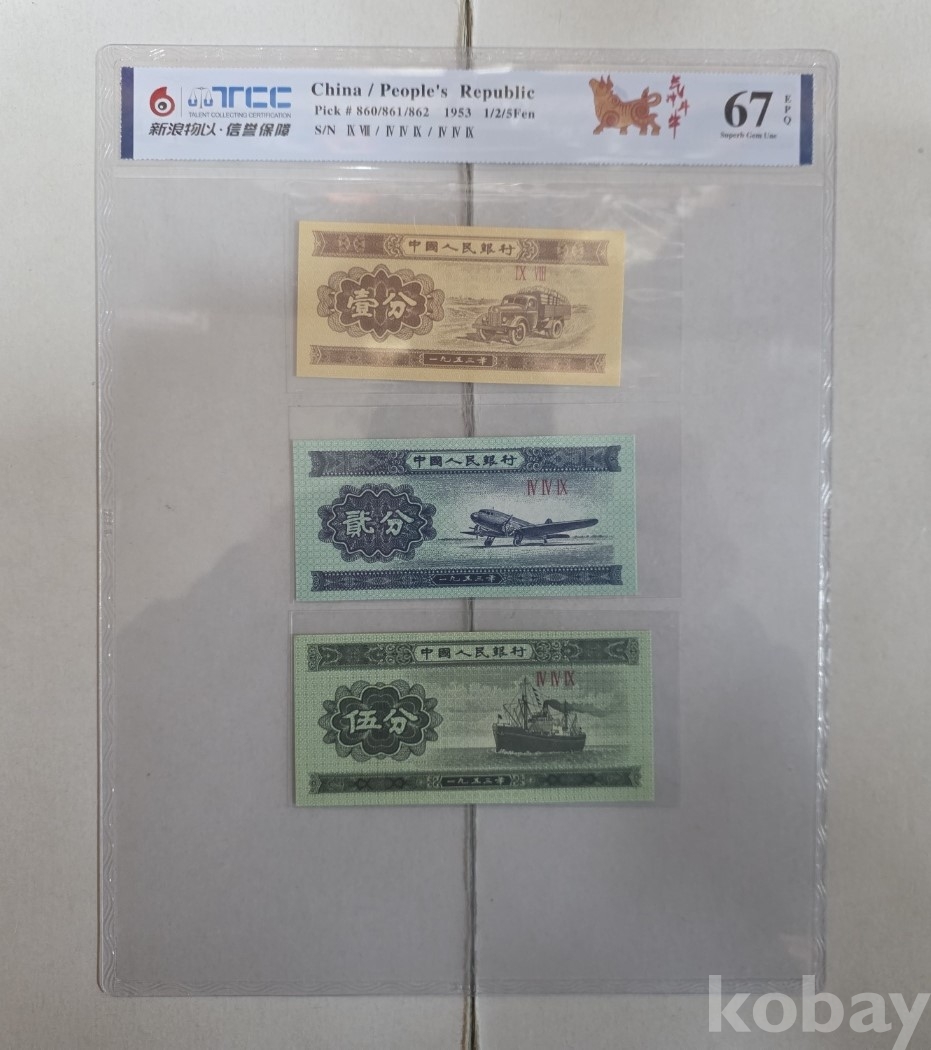 TCC
TALENT COLLECTING CERTIFICATION
新浪物以·信誉保障
China / People's Republic
Pick # 860/861/862 1953 1/2/5Fen
S/N Ⅸ Ⅷ / Ⅳ Ⅳ Ⅸ / Ⅳ Ⅳ Ⅸ
气冲斗牛
67
EPQ
Superb Gem Unc
中國人民銀行
IX VIII
壹分
一九五三年
中國人民銀行
IV IV IX
貳分
一九五三年
中國人民銀行
IV IV IX
伍分
一九五三年
kobay